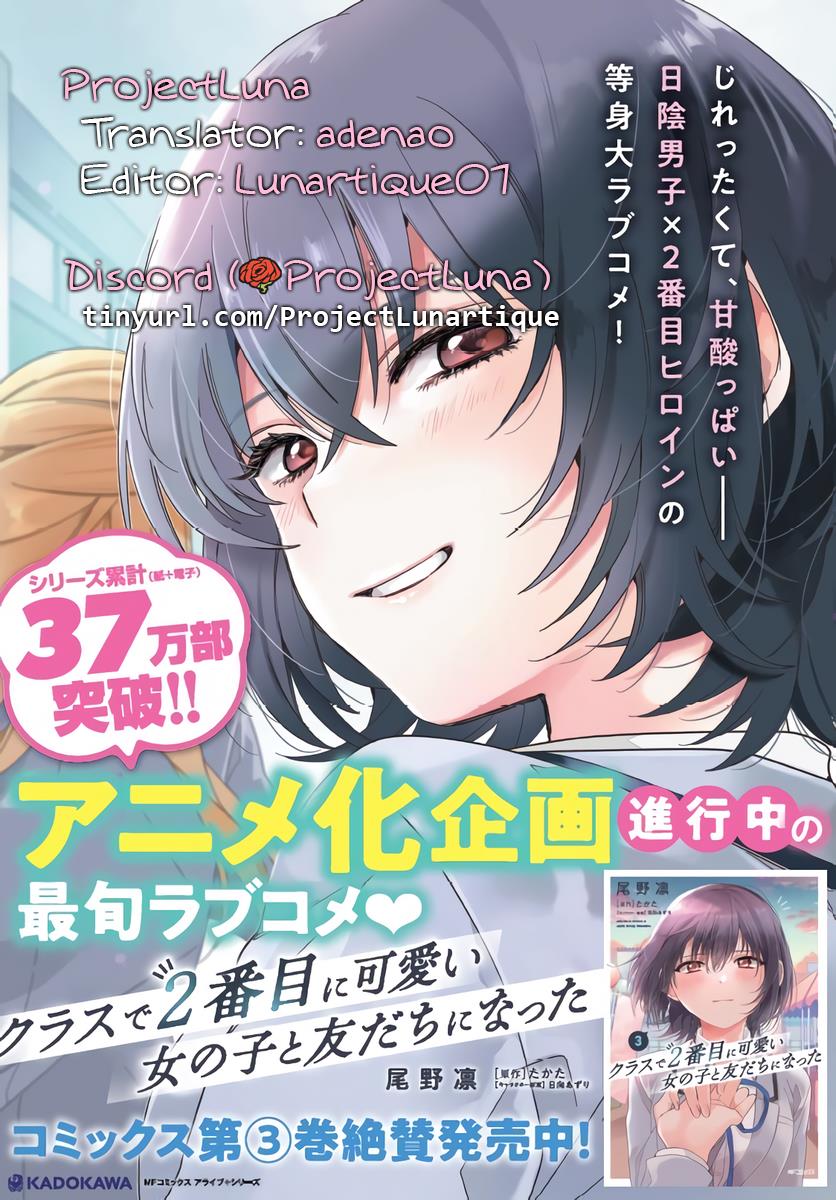 ProjectLuna
Translator: adenao
Editor: Lunartique01
Discord (🌹ProjectLuna)
tinyurl.com/ProjectLunartique
じれったくて、甘酸っぱい――
日陰男子×2番目ヒロインの
等身大ラブコメ！
シリーズ累計(紙＋電子)
37万部
突破!!
アニメ化企画進行中の
最旬ラブコメ♥
クラスで2番目に可愛い
女の子と友だちになった
尾野凛 [原作]たかた
[キャラクター原案]日向あずり
コミックス第③巻絶賛発売中！
KADOKAWA
MFコミックス アライブ＋シリーズ
尾野凛
[原作]たかた
3
クラスで2番目に可愛い
女の子と友だちになった